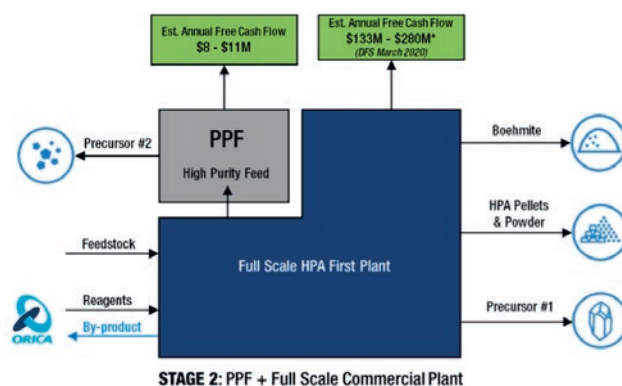 Est. Annual Free Cash Flow
$8 - $11M
Est. Annual Free Cash Flow
$133M - $280M*
(DFS March 2020)
Precursor #2
PPF
High Purity Feed
Boehmite
HPA Pellets
& Powder
Feedstock
Full Scale HPA First Plant
Reagents
By-product
ORICA
Precursor #1
STAGE 2: PPF + Full Scale Commercial Plant